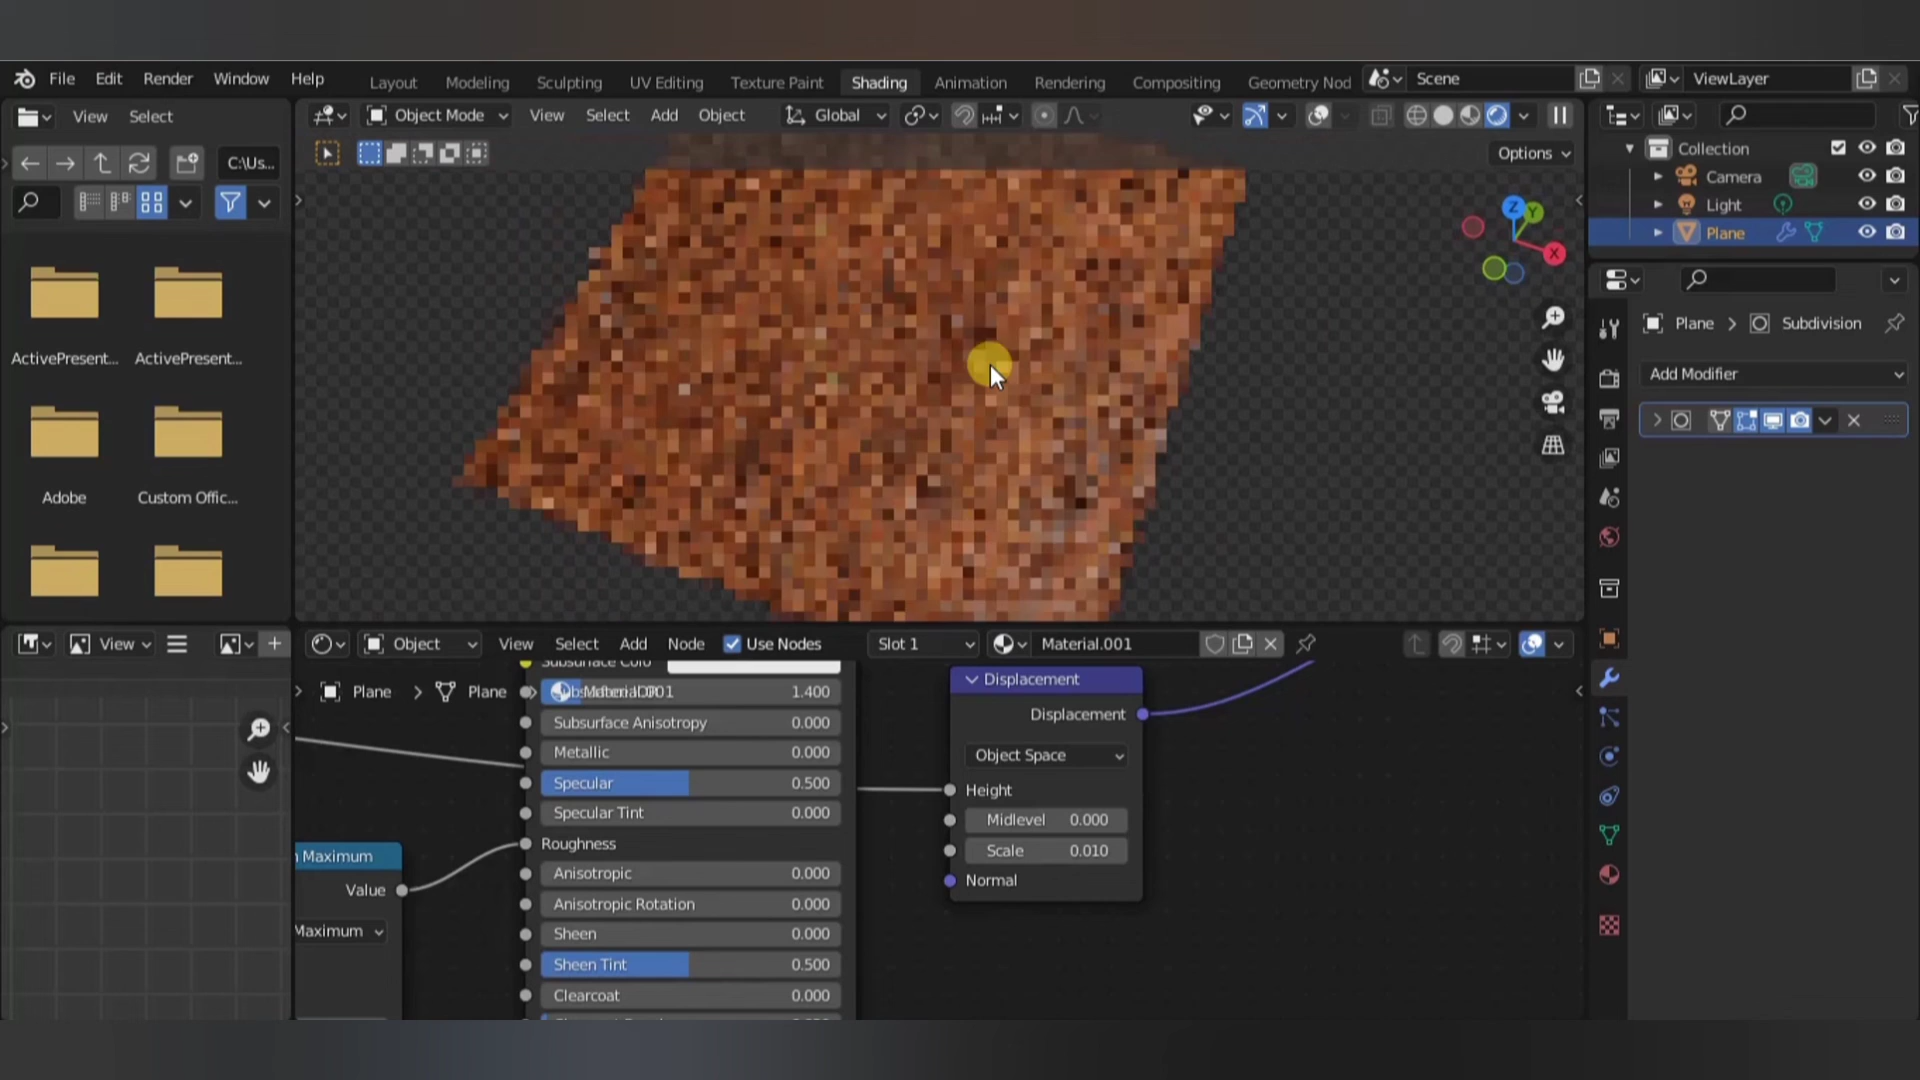 File Edit Render Window Help
Layout Modeling Sculpting UV Editing Texture Paint Shading Animation Rendering Compositing Geometry Nod
Scene
ViewLayer
View Select
Object Mode View Select Add Object
Global
Collection
C:\Us...
Options
Camera
Light
Plane
Z
Y
X
Plane Subdivision
ActivePresent... ActivePresent...
Add Modifier
Adobe Custom Offic...
View
Object View Select Add Node Use Nodes
Slot 1
Material.001
Plane Plane Material.001
1.400
Displacement
Displacement
Subsurface Anisotropy 0.000
Metallic 0.000
Object Space
Specular 0.500
Height
Specular Tint 0.000
Midlevel 0.000
Roughness
Scale 0.010
Maximum
Value
Anisotropic 0.000
Normal
Anisotropic Rotation 0.000
Maximum
Sheen 0.000
Sheen Tint 0.500
Clearcoat 0.000